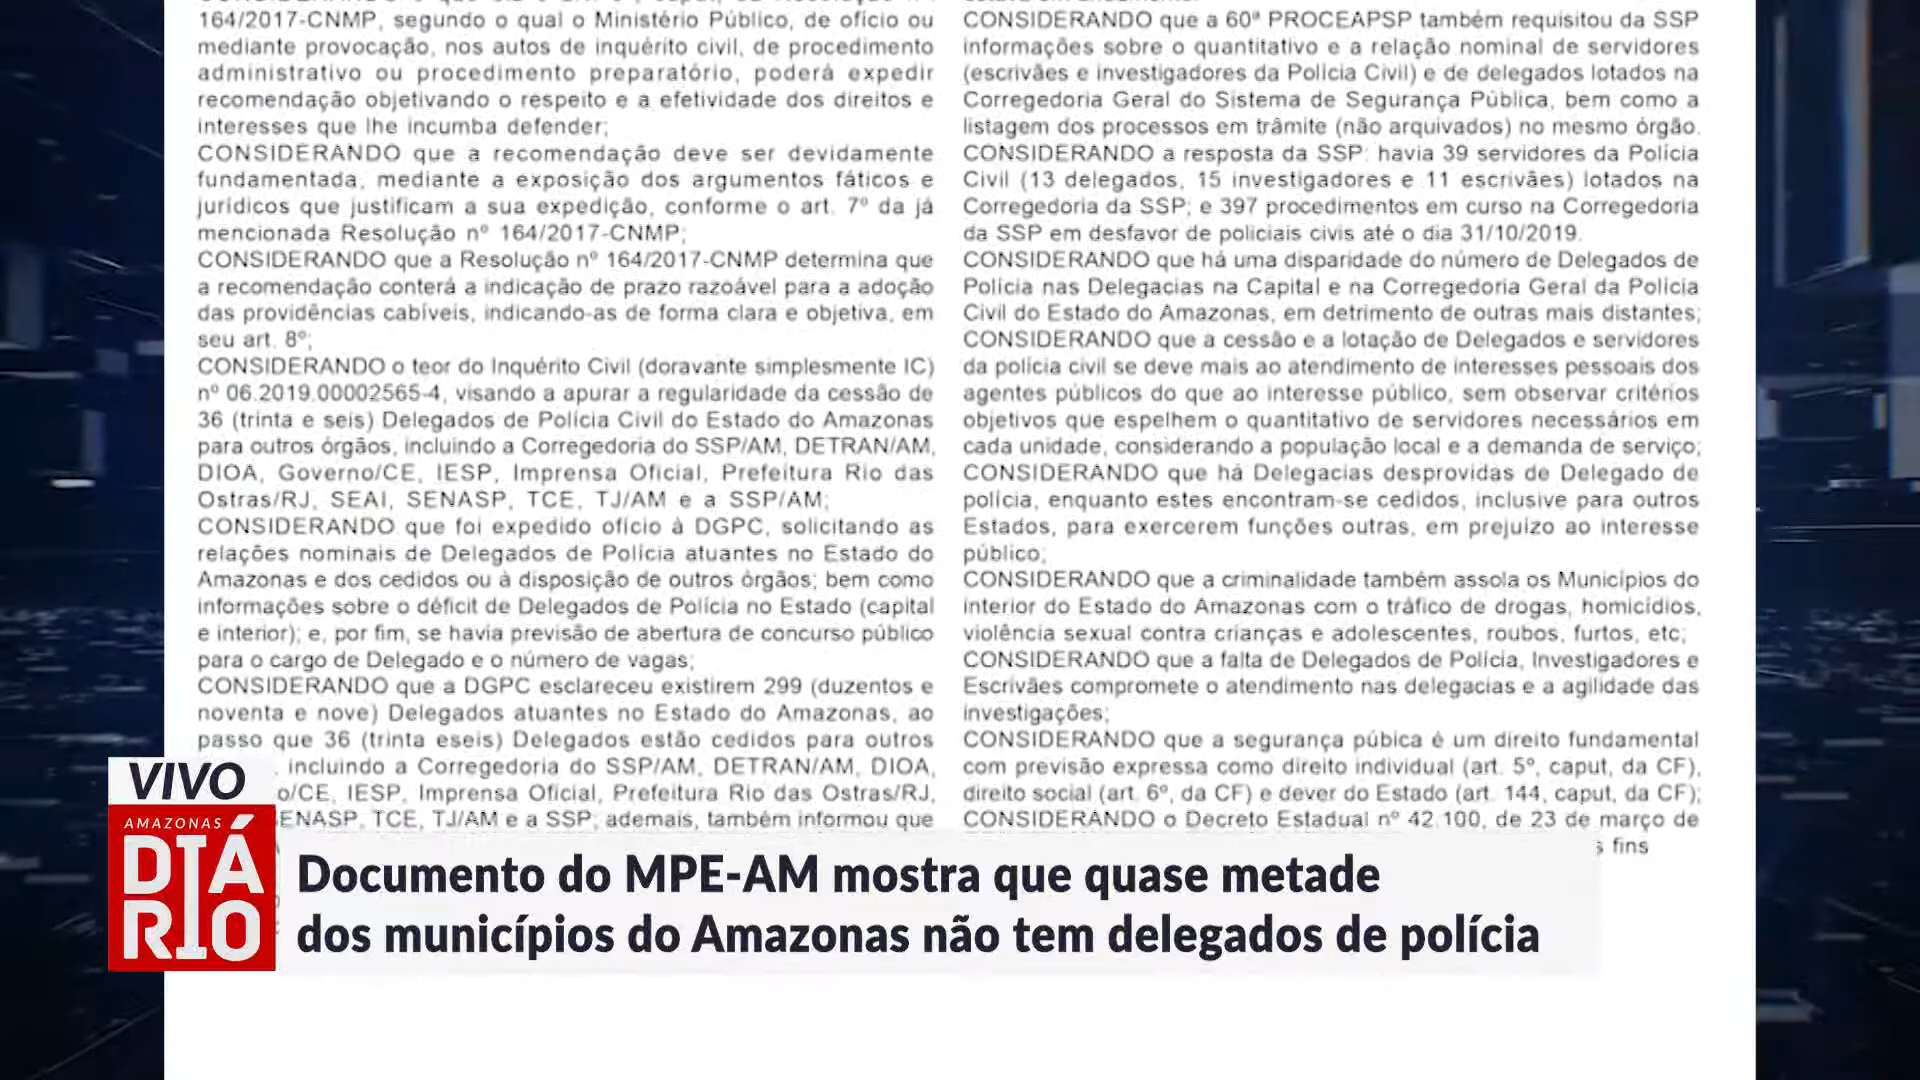 164/2017-CNMP, segundo o qual o Ministério Público, de ofício ou
mediante provocação, nos autos de inquérito civil, de procedimento
administrativo ou procedimento preparatório, poderá expedir
recomendação objetivando o respeito e a efetividade dos direitos e
interesses que lhe incumba defender;
CONSIDERANDO que a recomendação deve ser devidamente
fundamentada, mediante a exposição dos argumentos fáticos e
jurídicos que justificam a sua expedição, conforme o art. 7º da já
mencionada Resolução nº 164/2017-CNMP;
CONSIDERANDO que a Resolução nº 164/2017-CNMP determina que
a recomendação conterá a indicação de prazo razoável para a adoção
das providências cabíveis, indicando-as de forma clara e objetiva, em
seu art. 8º;
CONSIDERANDO o teor do Inquérito Civil (doravante simplesmente IC)
nº 06.2019.00002565-4, visando a apurar a regularidade da cessão de
36 (trinta e seis) Delegados de Polícia Civil do Estado do Amazonas
para outros órgãos, incluindo a Corregedoria do SSP/AM, DETRAN/AM,
DIOA, Governo/CE, IESP, Imprensa Oficial, Prefeitura Rio das
Ostras/RJ, SEAI, SENASP, TCE, TJ/AM e a SSP/AM;
CONSIDERANDO que foi expedido ofício à DGPC, solicitando as
relações nominais de Delegados de Polícia atuantes no Estado do
Amazonas e dos cedidos ou à disposição de outros órgãos; bem como
informações sobre o déficit de Delegados de Polícia no Estado (capital
e interior); e, por fim, se havia previsão de abertura de concurso público
para o cargo de Delegado e o número de vagas;
CONSIDERANDO que a DGPC esclareceu existirem 299 (duzentos e
noventa e nove) Delegados atuantes no Estado do Amazonas, ao
passo que 36 (trinta eseis) Delegados estão cedidos para outros
, incluindo a Corregedoria do SSP/AM, DETRAN/AM, DIOA,
o/CE, IESP, Imprensa Oficial, Prefeitura Rio das Ostras/RJ,
ENASP, TCE, TJ/AM e a SSP; ademais, também informou que
CONSIDERANDO que a 60ª PROCEAPSP também requisitou da SSP
informações sobre o quantitativo e a relação nominal de servidores
(escrivães e investigadores da Polícia Civil) e de delegados lotados na
Corregedoria Geral do Sistema de Segurança Pública, bem como a
listagem dos processos em trâmite (não arquivados) no mesmo órgão.
CONSIDERANDO a resposta da SSP: havia 39 servidores da Polícia
Civil (13 delegados, 15 investigadores e 11 escrivães) lotados na
Corregedoria da SSP; e 397 procedimentos em curso na Corregedoria
da SSP em desfavor de policiais civis até o dia 31/10/2019.
CONSIDERANDO que há uma disparidade do número de Delegados de
Polícia nas Delegacias na Capital e na Corregedoria Geral da Polícia
Civil do Estado do Amazonas, em detrimento de outras mais distantes;
CONSIDERANDO que a cessão e a lotação de Delegados e servidores
da polícia civil se deve mais ao atendimento de interesses pessoais dos
agentes públicos do que ao interesse público, sem observar critérios
objetivos que espelhem o quantitativo de servidores necessários em
cada unidade, considerando a população local e a demanda de serviço;
CONSIDERANDO que há Delegacias desprovidas de Delegado de
polícia, enquanto estes encontram-se cedidos, inclusive para outros
Estados, para exercerem funções outras, em prejuízo ao interesse
público;
CONSIDERANDO que a criminalidade também assola os Municípios do
interior do Estado do Amazonas com o tráfico de drogas, homicídios,
violência sexual contra crianças e adolescentes, roubos, furtos, etc;
CONSIDERANDO que a falta de Delegados de Polícia, Investigadores e
Escrivães compromete o atendimento nas delegacias e a agilidade das
investigações;
CONSIDERANDO que a segurança púbica é um direito fundamental
com previsão expressa como direito individual (art. 5º, caput, da CF),
direito social (art. 6º, da CF) e dever do Estado (art. 144, caput, da CF);
CONSIDERANDO o Decreto Estadual nº 42.100, de 23 de março de
fins
VIVO
AMAZONAS
DIÁ
RIO
Documento do MPE-AM mostra que quase metade
dos municípios do Amazonas não tem delegados de polícia